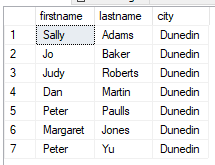 firstname lastname city
1 Sally Adams Dunedin
2 Jo Baker Dunedin
3 Judy Roberts Dunedin
4 Dan Martin Dunedin
5 Peter Paulls Dunedin
6 Margaret Jones Dunedin
7 Peter Yu Dunedin